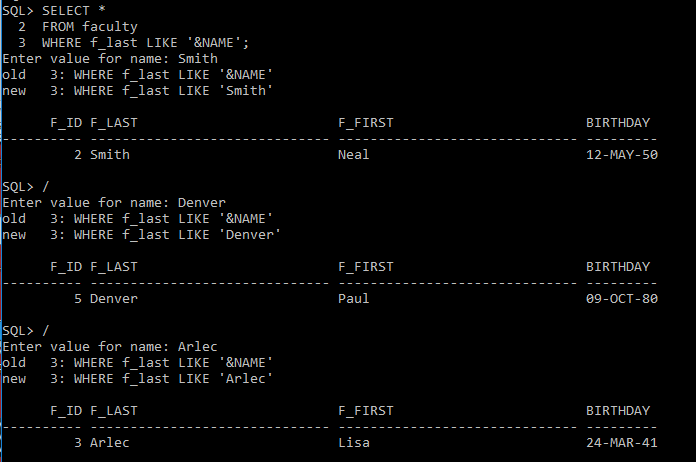 SQL> SELECT *
  2  FROM faculty
  3  WHERE f_last LIKE '&NAME';
Enter value for name: Smith
old   3: WHERE f_last LIKE '&NAME'
new   3: WHERE f_last LIKE 'Smith'
      F_ID F_LAST                         F_FIRST                        BIRTHDAY
---------- ------------------------------ ------------------------------ ---------
         2 Smith                          Neal                           12-MAY-50
SQL> /
Enter value for name: Denver
old   3: WHERE f_last LIKE '&NAME'
new   3: WHERE f_last LIKE 'Denver'
      F_ID F_LAST                         F_FIRST                        BIRTHDAY
---------- ------------------------------ ------------------------------ ---------
         5 Denver                         Paul                           09-OCT-80
SQL> /
Enter value for name: Arlec
old   3: WHERE f_last LIKE '&NAME'
new   3: WHERE f_last LIKE 'Arlec'
      F_ID F_LAST                         F_FIRST                        BIRTHDAY
---------- ------------------------------ ------------------------------ ---------
         3 Arlec                          Lisa                           24-MAR-41